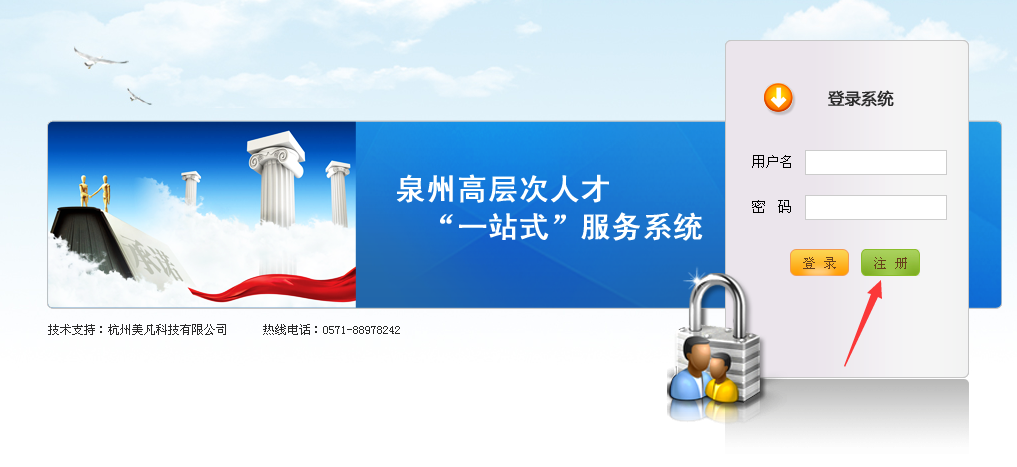 登录系统
用户名
密 码
登 录
注 册
泉州高层次人才
“一站式”服务系统
承诺
技术支持：杭州美凡科技有限公司 热线电话：0571-88978242